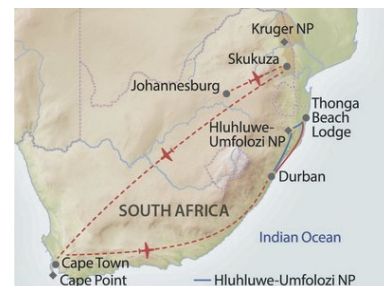 Kruger NP
Skukuza
Johannesburg
Thonga
Beach
Lodge
Hluhluwe-
Umfolozi NP
Durban
SOUTH AFRICA
Indian Ocean
Cape Town
Cape Point
Hluhluwe-Umfolozi NP